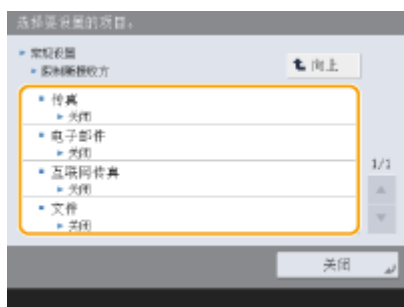 选择要设置的项目。
常规设置
限制新接收方
向上
传真
关闭
电子邮件
关闭
互联网传真
关闭
文件
关闭
1/1
关闭